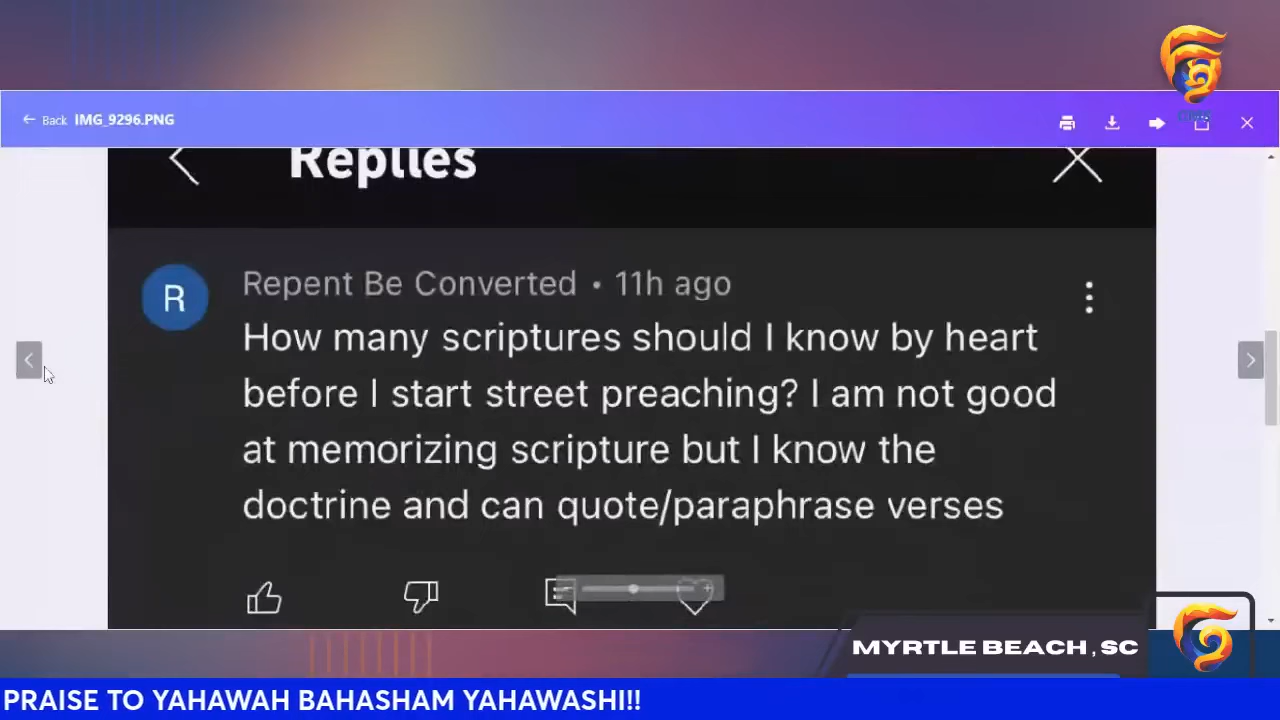 Back IMG_9296.PNG
Replies
R
Repent Be Converted • 11h ago
How many scriptures should I know by heart
before I start street preaching? I am not good
at memorizing scripture but I know the
doctrine and can quote/paraphrase verses
MYRTLE BEACH , SC
PRAISE TO YAHAWAH BAHASHAM YAHAWASHI!!